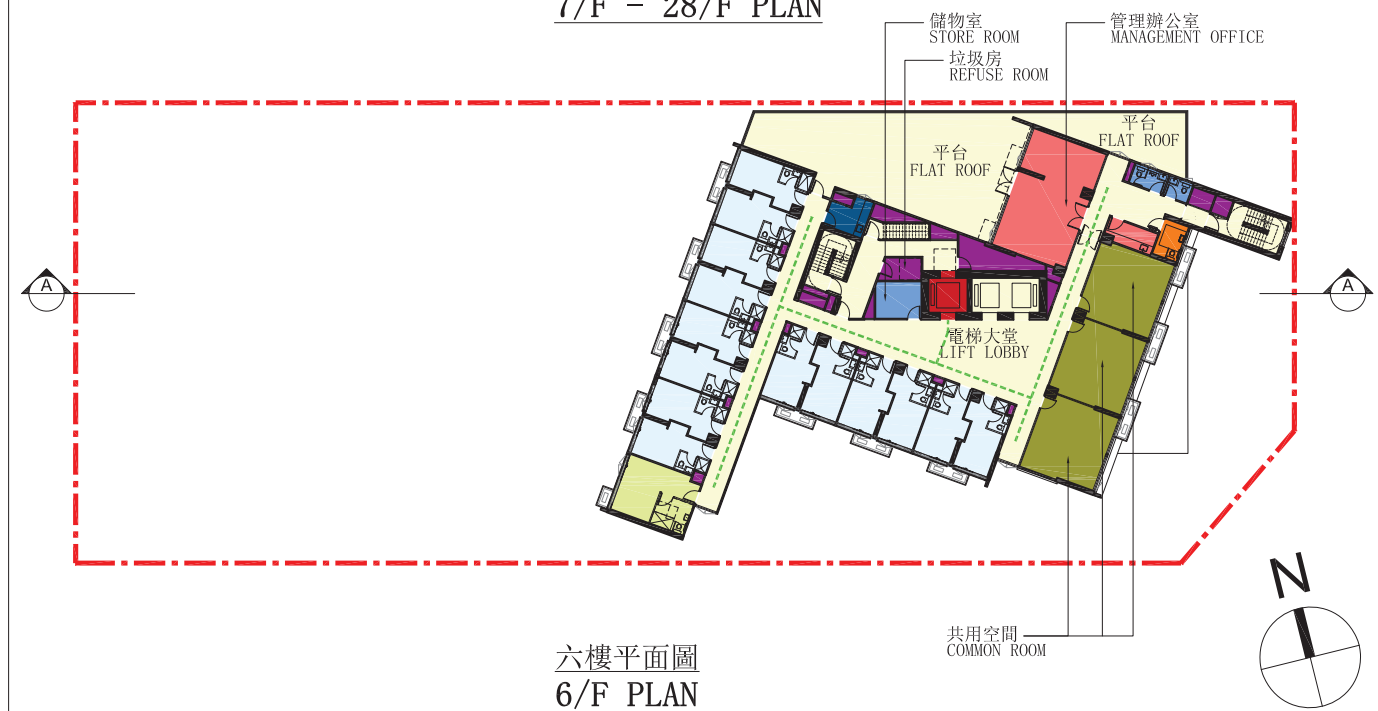 7/F - 28/F PLAN
儲物室
STORE ROOM
管理辦公室
MANAGEMENT OFFICE
垃圾房
REFUSE ROOM
平台
FLAT ROOF
平台
FLAT ROOF
A
A
電梯大堂
LIFT LOBBY
共用空間
COMMON ROOM
N
六樓平面圖
6/F PLAN